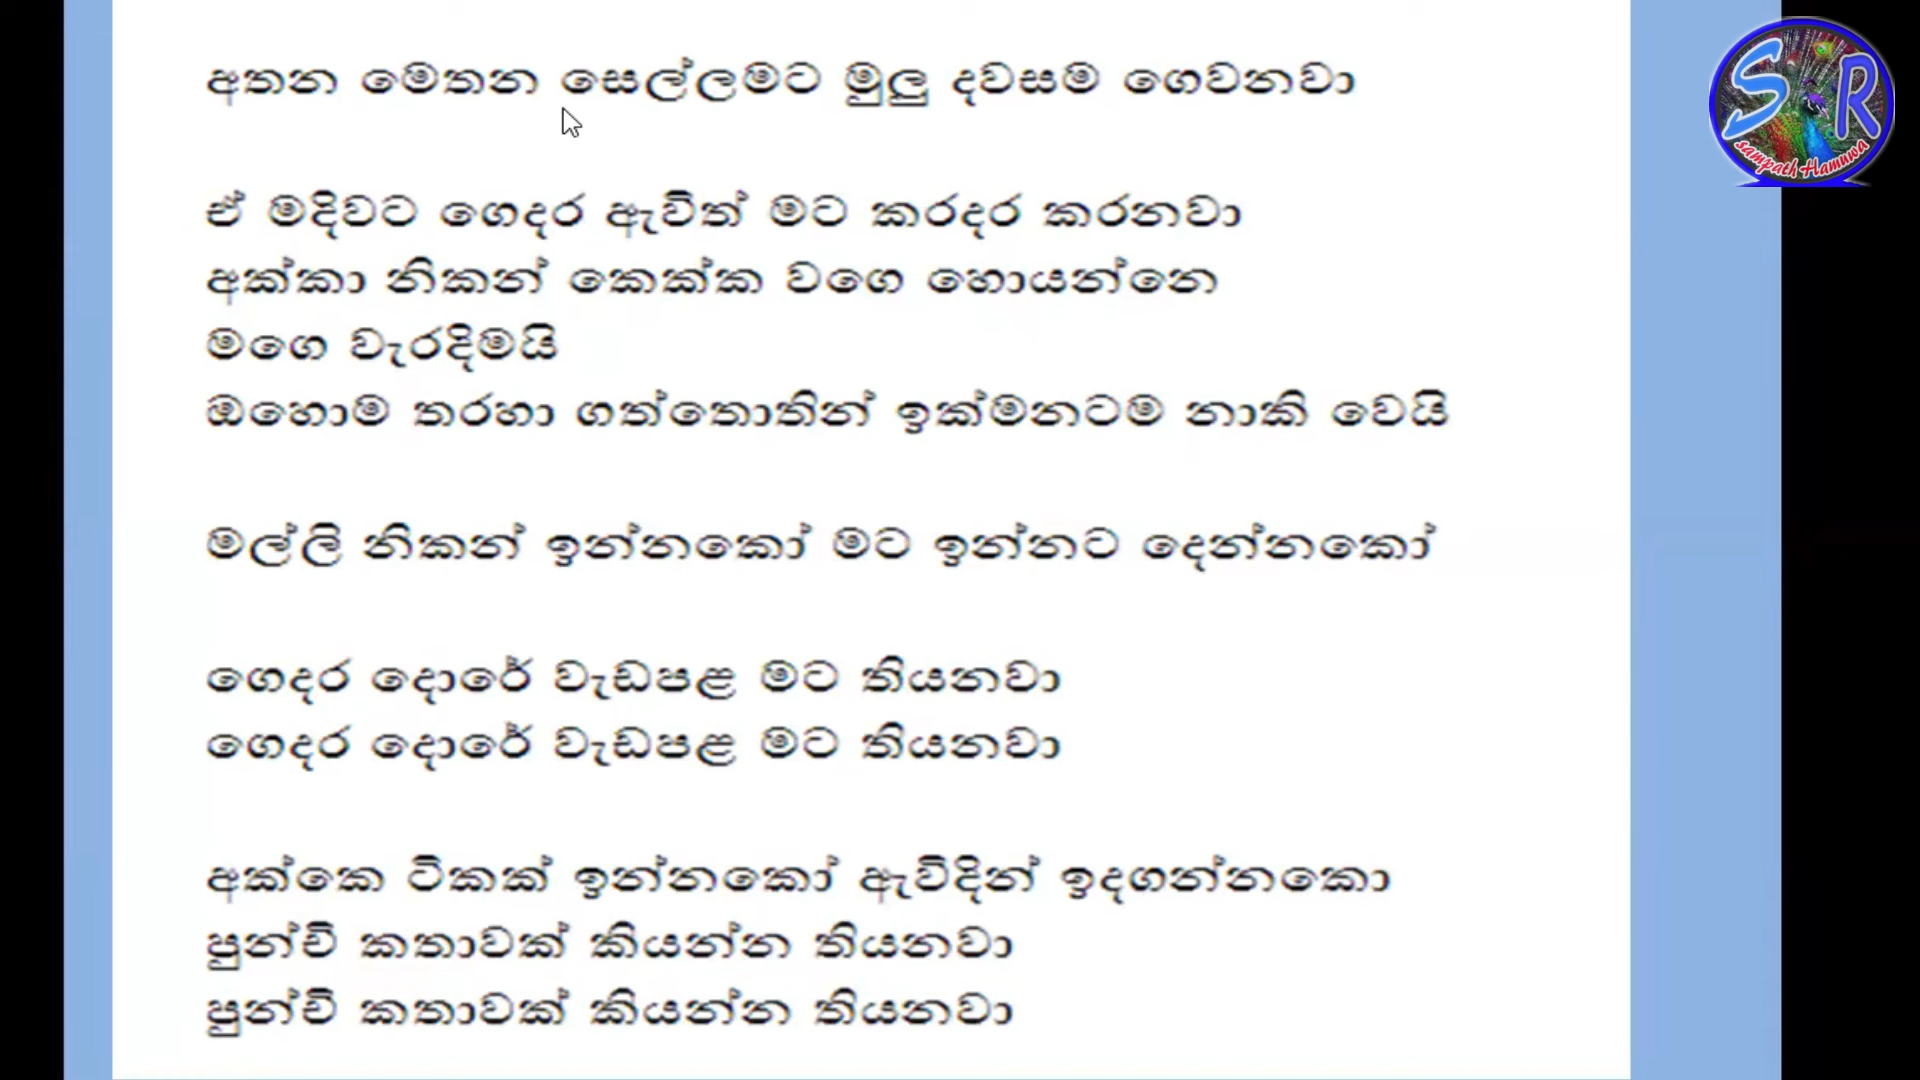 අතන මෙතන සෙල්ලමට මුලු දවසම ගෙවනවා
ඒ මදිවට ගෙදර ඇවිත් මට කරදර කරනවා
අක්කා නිකන් කෙක්ක වගෙ හොයන්නෙ
මගෙ වැරදිමයි
ඔහොම තරහා ගත්තොතින් ඉක්මනටම නාකි වෙයි
මල්ලි නිකන් ඉන්නකෝ මට ඉන්නට දෙන්නකෝ
ගෙදර දොරේ වැඩපළ මට තියනවා
ගෙදර දොරේ වැඩපළ මට තියනවා
අක්කෙ ටිකක් ඉන්නකෝ ඇවිදින් ඉදගන්නකො
පුන්චි කතාවක් කියන්න තියනවා
පුන්චි කතාවක් කියන්න තියනවා
S R
sampath Hamuwa